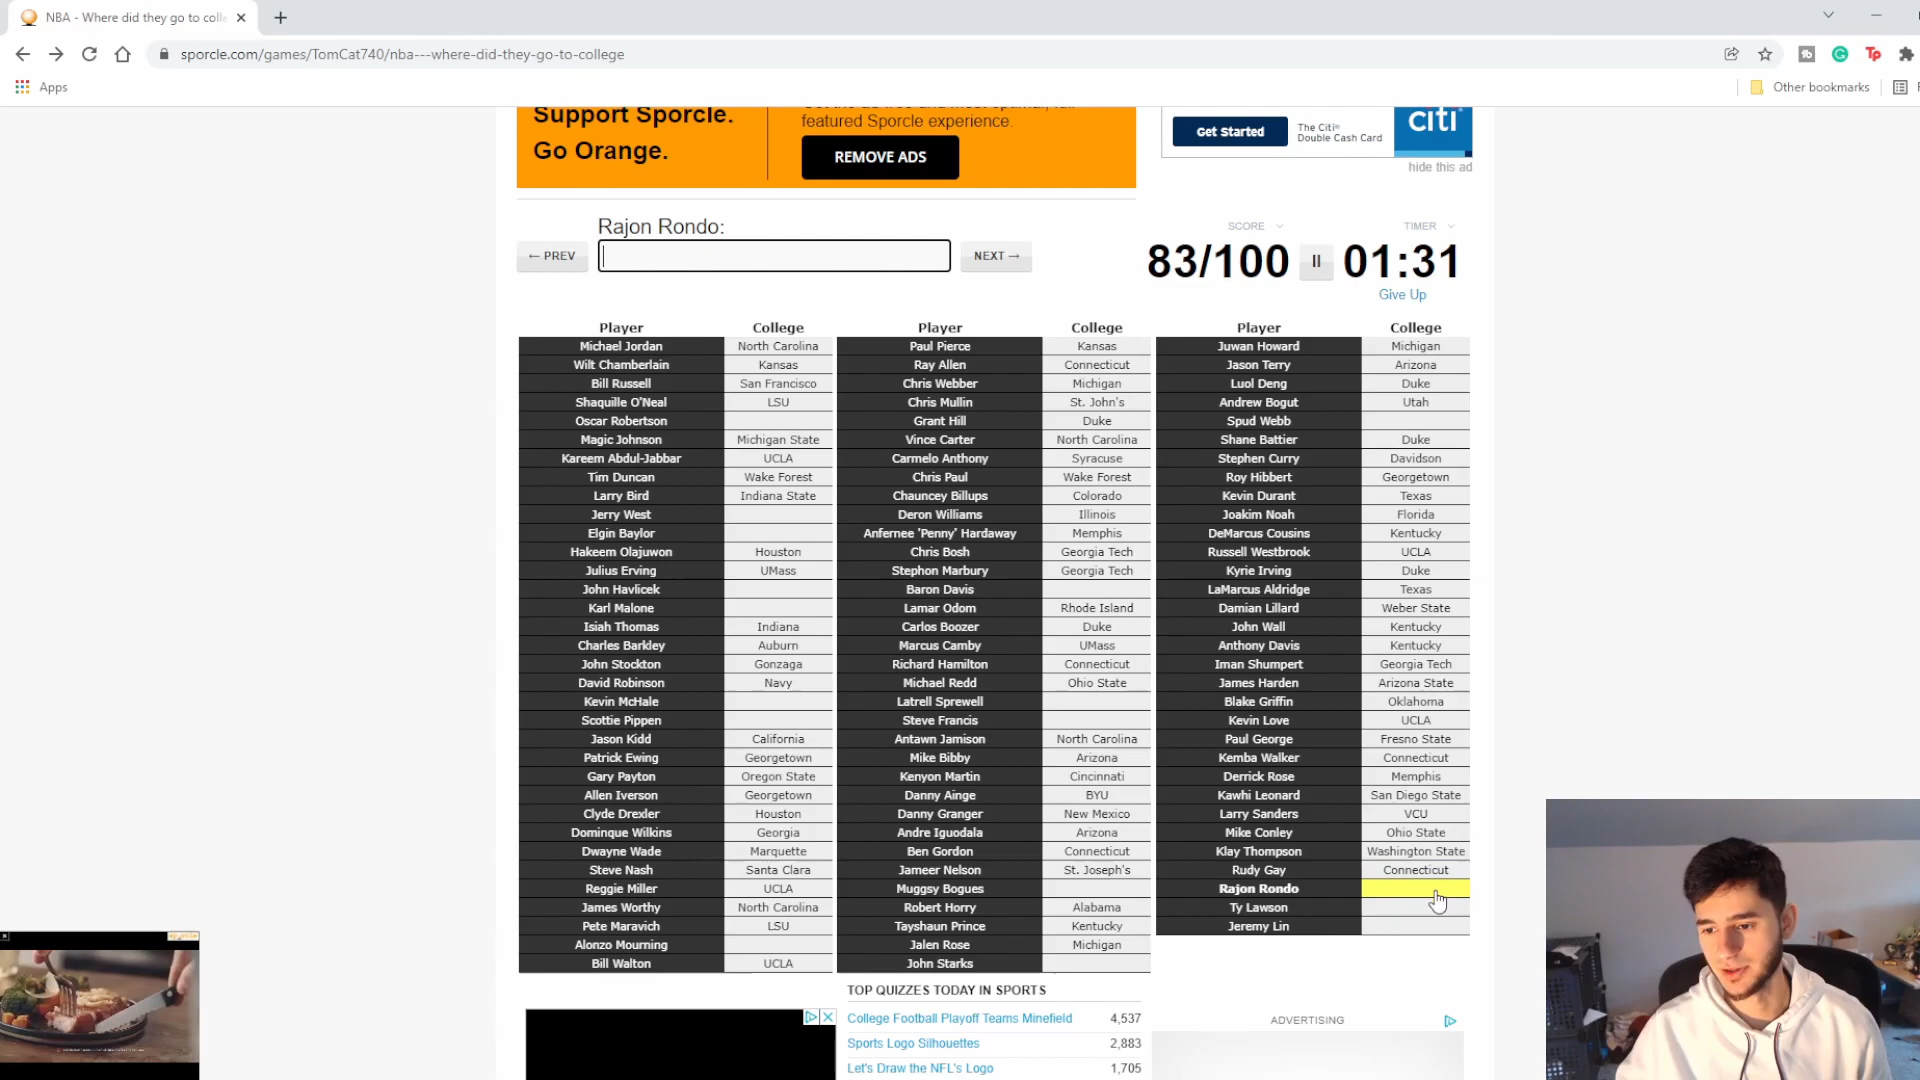 NBA - Where did they go to coll
sporcle.com/games/TomCat740/nba---where-did-they-go-to-college
Apps
Other bookmarks
Support Sporcle.
Go Orange.
featured Sporcle experience.
REMOVE ADS
Get Started
The Citi®
Double Cash Card
citi
hide this ad
Rajon Rondo:
← PREV
NEXT →
SCORE
83/100
TIMER
01:31
Give Up
Player College
Michael Jordan North Carolina
Wilt Chamberlain Kansas
Bill Russell San Francisco
Shaquille O'Neal LSU
Oscar Robertson
Magic Johnson Michigan State
Kareem Abdul-Jabbar UCLA
Tim Duncan Wake Forest
Larry Bird Indiana State
Jerry West
Elgin Baylor
Hakeem Olajuwon Houston
Julius Erving UMass
John Havlicek
Karl Malone
Isiah Thomas Indiana
Charles Barkley Auburn
John Stockton Gonzaga
David Robinson Navy
Kevin McHale
Scottie Pippen
Jason Kidd California
Patrick Ewing Georgetown
Gary Payton Oregon State
Allen Iverson Georgetown
Clyde Drexler Houston
Dominque Wilkins Georgia
Dwayne Wade Marquette
Steve Nash Santa Clara
Reggie Miller UCLA
James Worthy North Carolina
Pete Maravich LSU
Alonzo Mourning
Bill Walton UCLA
Player College
Paul Pierce Kansas
Ray Allen Connecticut
Chris Webber Michigan
Chris Mullin St. John's
Grant Hill Duke
Vince Carter North Carolina
Carmelo Anthony Syracuse
Chris Paul Wake Forest
Chauncey Billups Colorado
Deron Williams Illinois
Anfernee 'Penny' Hardaway Memphis
Chris Bosh Georgia Tech
Stephon Marbury Georgia Tech
Baron Davis
Lamar Odom Rhode Island
Carlos Boozer Duke
Marcus Camby UMass
Richard Hamilton Connecticut
Michael Redd Ohio State
Latrell Sprewell
Steve Francis
Antawn Jamison North Carolina
Mike Bibby Arizona
Kenyon Martin Cincinnati
Danny Ainge BYU
Danny Granger New Mexico
Andre Iguodala Arizona
Ben Gordon Connecticut
Jameer Nelson St. Joseph's
Muggsy Bogues
Robert Horry Alabama
Tayshaun Prince Kentucky
Jalen Rose Michigan
John Starks
Player College
Juwan Howard Michigan
Jason Terry Arizona
Luol Deng Duke
Andrew Bogut Utah
Spud Webb
Shane Battier Duke
Stephen Curry Davidson
Roy Hibbert Georgetown
Kevin Durant Texas
Joakim Noah Florida
DeMarcus Cousins Kentucky
Russell Westbrook UCLA
Kyrie Irving Duke
LaMarcus Aldridge Texas
Damian Lillard Weber State
John Wall Kentucky
Anthony Davis Kentucky
Iman Shumpert Georgia Tech
James Harden Arizona State
Blake Griffin Oklahoma
Kevin Love UCLA
Paul George Fresno State
Kemba Walker Connecticut
Derrick Rose Memphis
Kawhi Leonard San Diego State
Larry Sanders VCU
Mike Conley Ohio State
Klay Thompson Washington State
Rudy Gay Connecticut
Rajon Rondo
Ty Lawson
Jeremy Lin
TOP QUIZZES TODAY IN SPORTS
College Football Playoff Teams Minefield 4,537
Sports Logo Silhouettes 2,883
Let's Draw the NFL's Logo 1,705
ADVERTISING